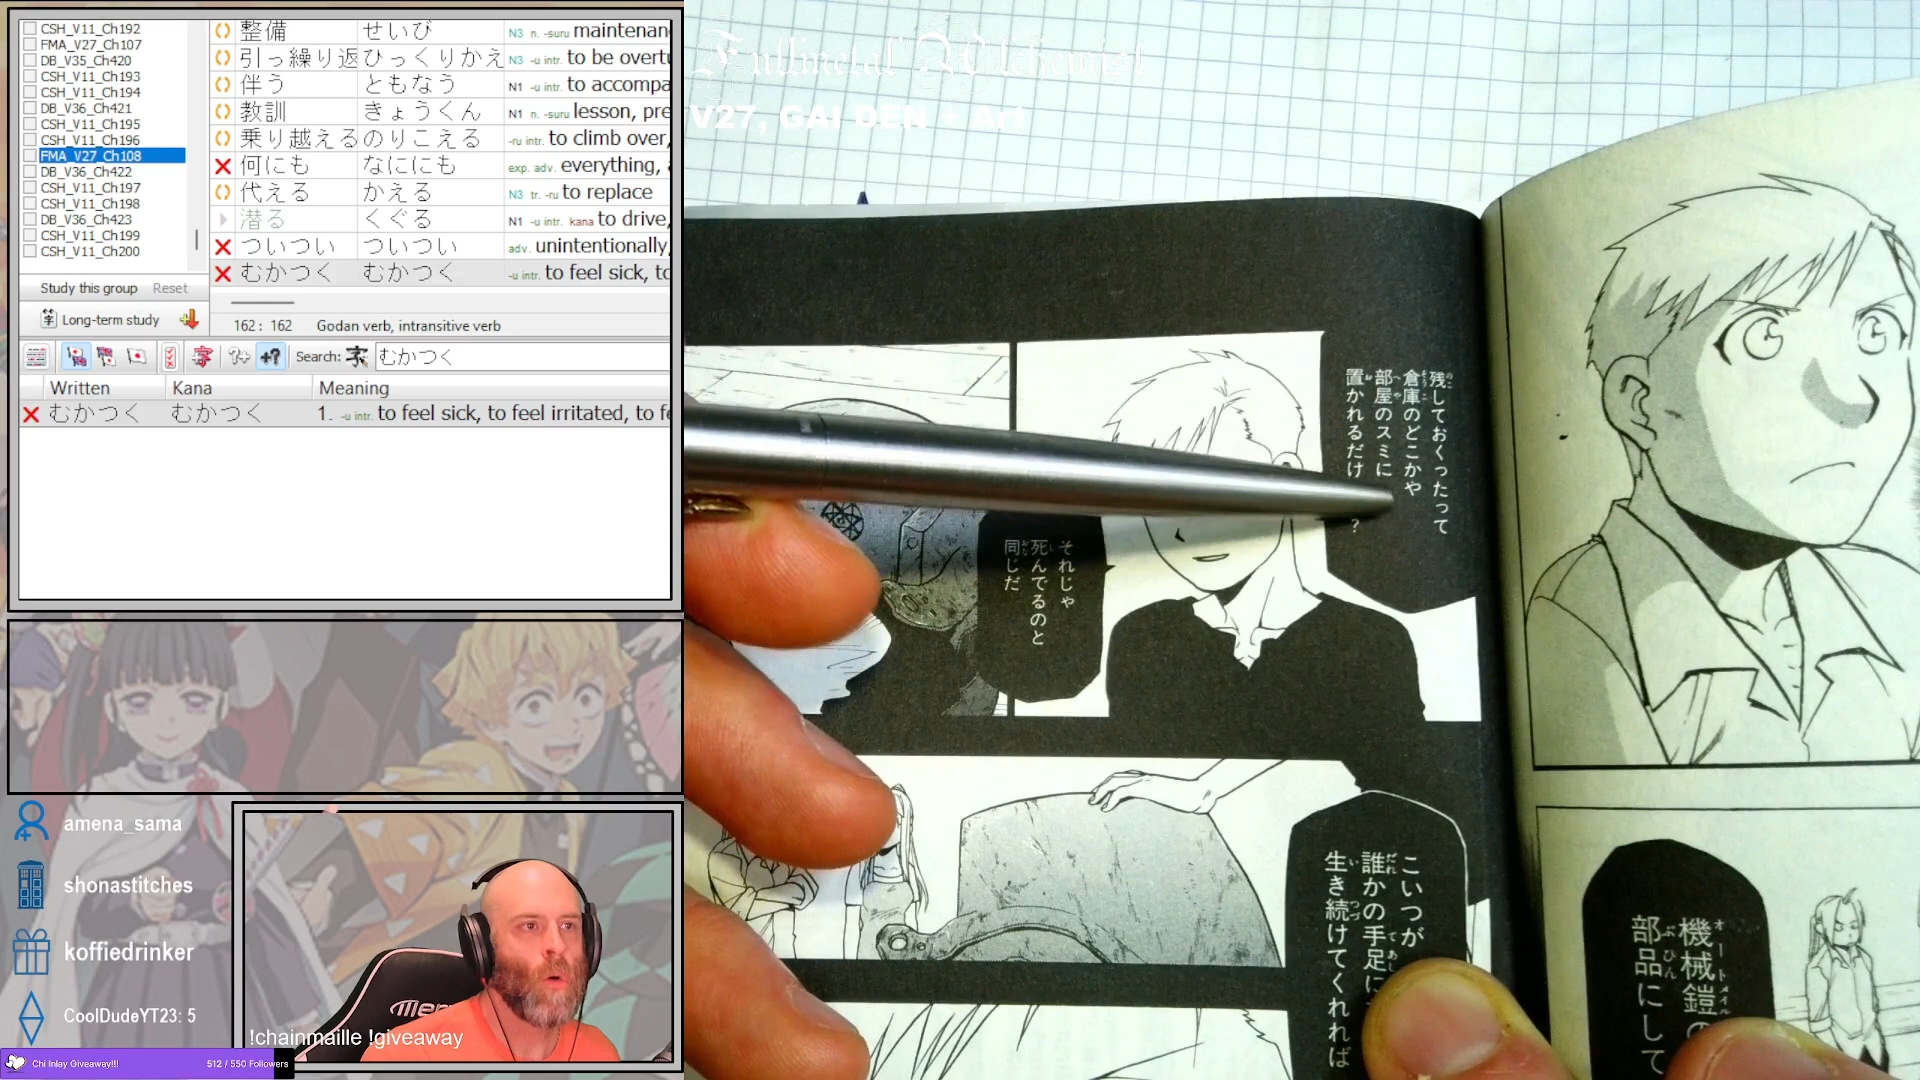 CSH_V11_Ch192
FMA_V27_Ch107
DB_V35_Ch420
CSH_V11_Ch193
CSH_V11_Ch194
DB_V36_Ch421
CSH_V11_Ch195
CSH_V11_Ch196
FMA_V27_Ch108
DB_V36_Ch422
CSH_V11_Ch197
CSH_V11_Ch198
DB_V36_Ch423
CSH_V11_Ch199
CSH_V11_Ch200
Study this group Reset
Long-term study
整備 せいび N3 n. -suru maintenan
引っ繰り返 ひっくりかえ N3 -u intr. to be overtu
伴う ともなう N1 -u intr. to accompa
教訓 きょうくん N1 n. -suru lesson, pre
乗り越える のりこえる -ru intr. to climb over,
何にも なににも exp. adv. everything,
代える かえる N3 tr. -ru to replace
潜る くぐる N1 -u intr. kana to drive,
ついつい ついつい adv. unintentionally,
むかつく むかつく -u intr. to feel sick, to
162: 162 Godan verb, intransitive verb
Search: むかつく
Written Kana Meaning
むかつく むかつく 1. -u intr. to feel sick, to feel irritated, to fe
amena_sama
shonastitches
koffiedrinker
CoolDudeYT23: 5
!chainmaille !giveaway
Chi Inlay Giveaway!!! 512 / 550 Followers
Fullmetal Alchemist
V27, GAI DEN + Art
残しておくったって
倉庫のどこかや
部屋のスミに
置かれるだけ
?
それじゃ
死んでるのと
同じだ
こいつが
誰かの手足に
生き続けてくれれば
機械鎧の
オートメイル
部品にして